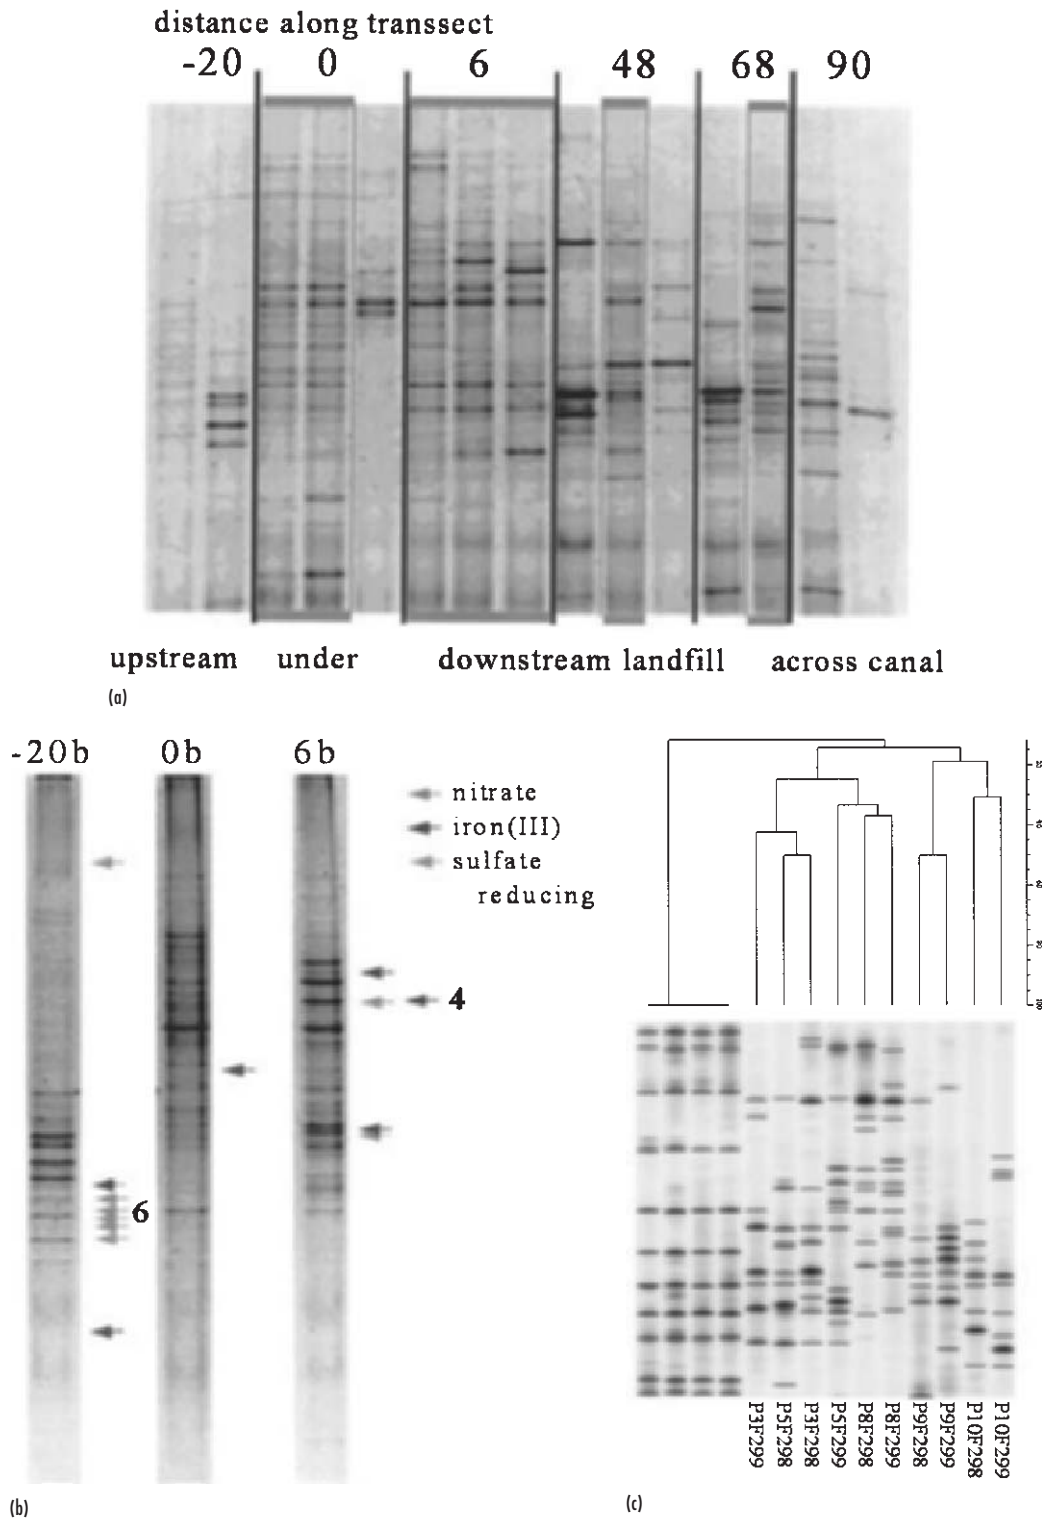 distance along transsect
-20 0 6 48 68 90
upstream under downstream landfill across canal
(a)
-20b 0b 6b
nitrate
iron(III)
sulfate
reducing
4
6
(b)
100
P3F299
P5F298
P3F298
P5F299
P8F298
P8F299
P9F298
P9F299
P10F298
P10F299
(c)